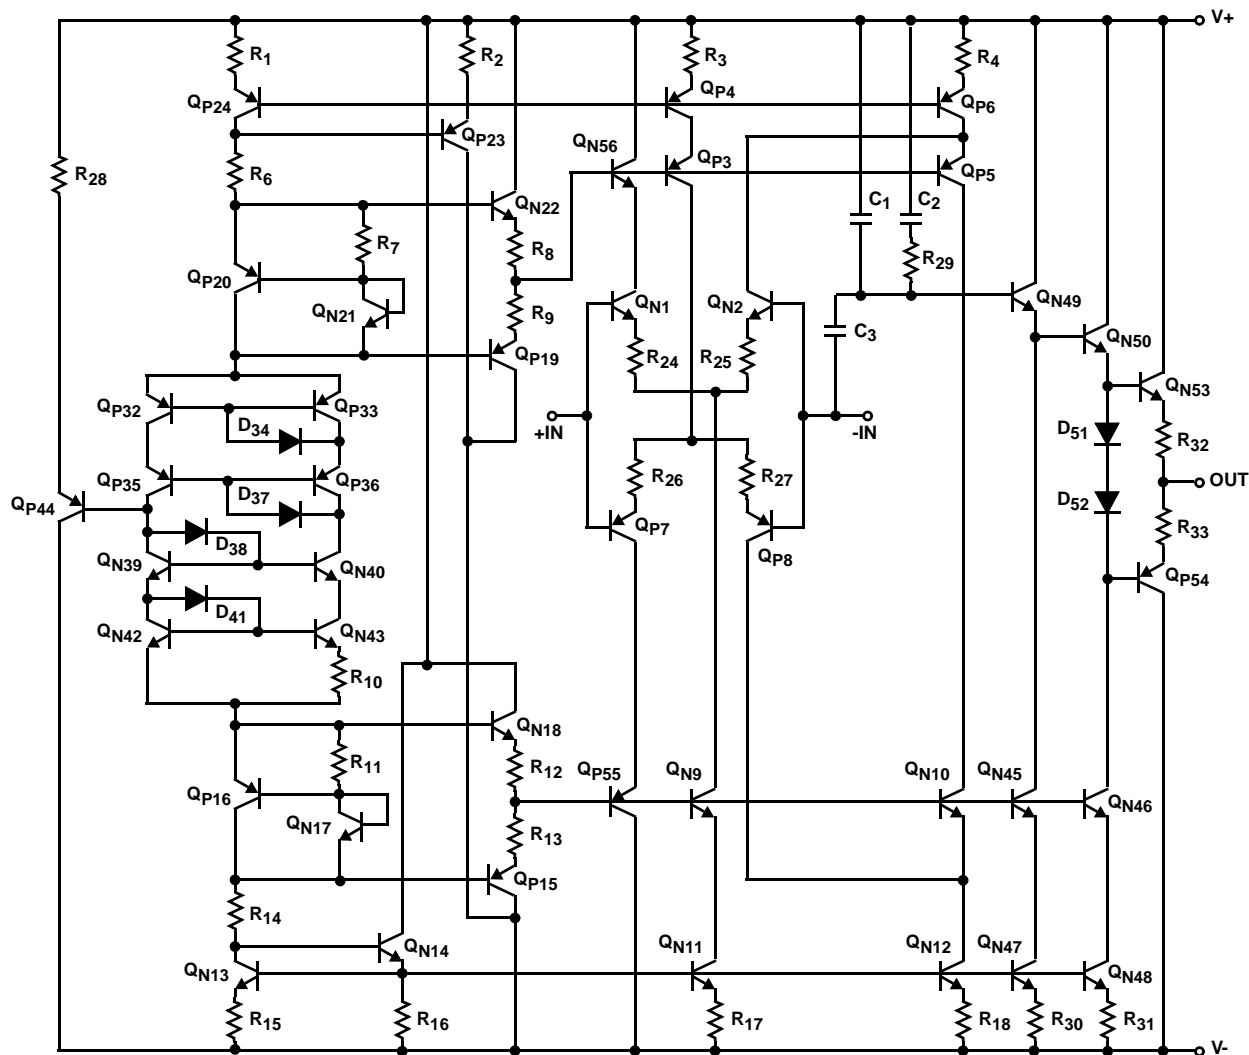 V+
R1
R2
R3
R4
QP24
QP4
QP6
QP23
QN56
QP3
R28
R6
QP5
QN22
C1
C2
R7
R8
R29
QP20
QN21
QN1
QN2
QN49
R9
C3
QN50
QP19
R24
R25
QP32
QP33
QN53
D34
+IN
-IN
D51
R32
QP35
QP36
R26
R27
OUT
D37
D52
QP44
QP7
R33
D38
QP8
QN39
QN40
QP54
D41
QN42
QN43
R10
QN18
R11
R12
QP55
QN9
QN10
QN45
QP16
QN46
QN17
R13
QP15
R14
QN14
QN11
QN12
QN47
QN13
QN48
R15
R16
R17
R18
R30
R31
V-